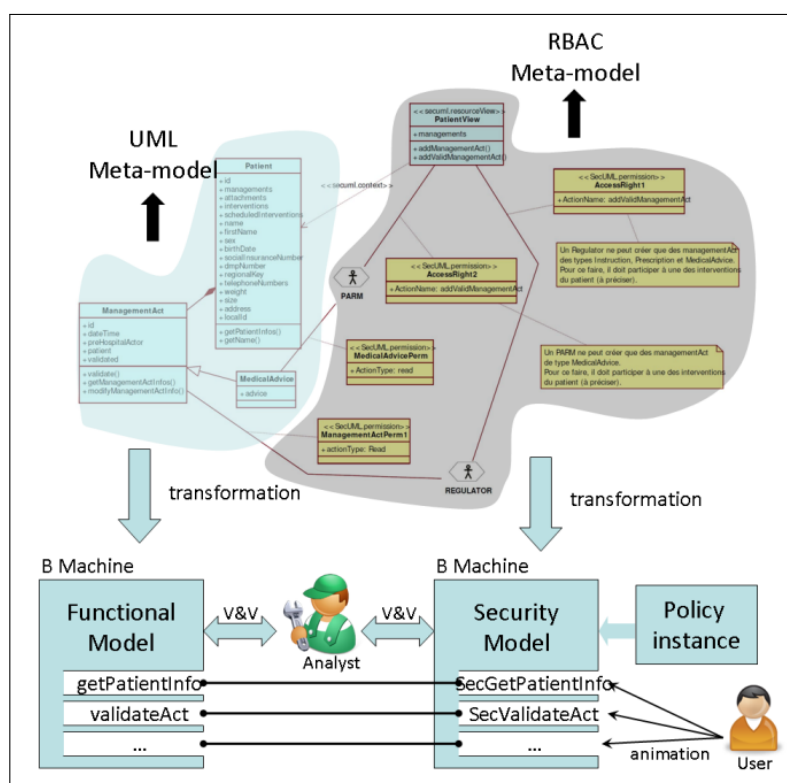 RBAC
Meta-model
UML
Meta-model
<<secuml.resourceView>>
PatientView
+ managements
+ addManagementAct()
+ addValidManagementAct()
Patient
+ id
+ managements
+ attachments
+ interventions
+ scheduledInterventions
+ name
+ firstName
+ sex
+ birthDate
+ socialInsuranceNumber
+ dmpNumber
+ regionalKey
+ telephoneNumbers
+ weight
+ size
+ address
+ localId
+ getPatientInfos()
+ getName()
<<secuml.context>>
<<SecUML.permission>>
AccessRight1
+ ActionName: addValidManagementAct
Un Regulator ne peut créer que des managementAct
des types Instruction, Prescription et MedicalAdvice.
Pour ce faire, il doit participer à une des interventions
du patient (à préciser).
<<SecUML.permission>>
AccessRight2
+ ActionName: addValidManagementAct
PARM
ManagementAct
+ id
+ dateTime
+ preHospitalActor
+ patient
+ validated
+ validate()
+ getManagementActInfos()
+ modifyManagementActInfo()
<<SecUML.permission>>
MedicalAdvicePerm
+ ActionType: read
Un PARM ne peut créer que des managementAct
de type MedicalAdvice.
Pour ce faire, il doit participer à une des interventions
du patient (à préciser).
MedicalAdvice
+ advice
<<SecUML.permission>>
ManagementActPerm1
+ actionType: Read
REGULATOR
transformation
transformation
B Machine
Functional
Model
getPatientInfo
validateAct
...
V&V
Analyst
V&V
B Machine
Security
Model
SecGetPatientInfo
SecValidateAct
...
Policy
instance
animation
User